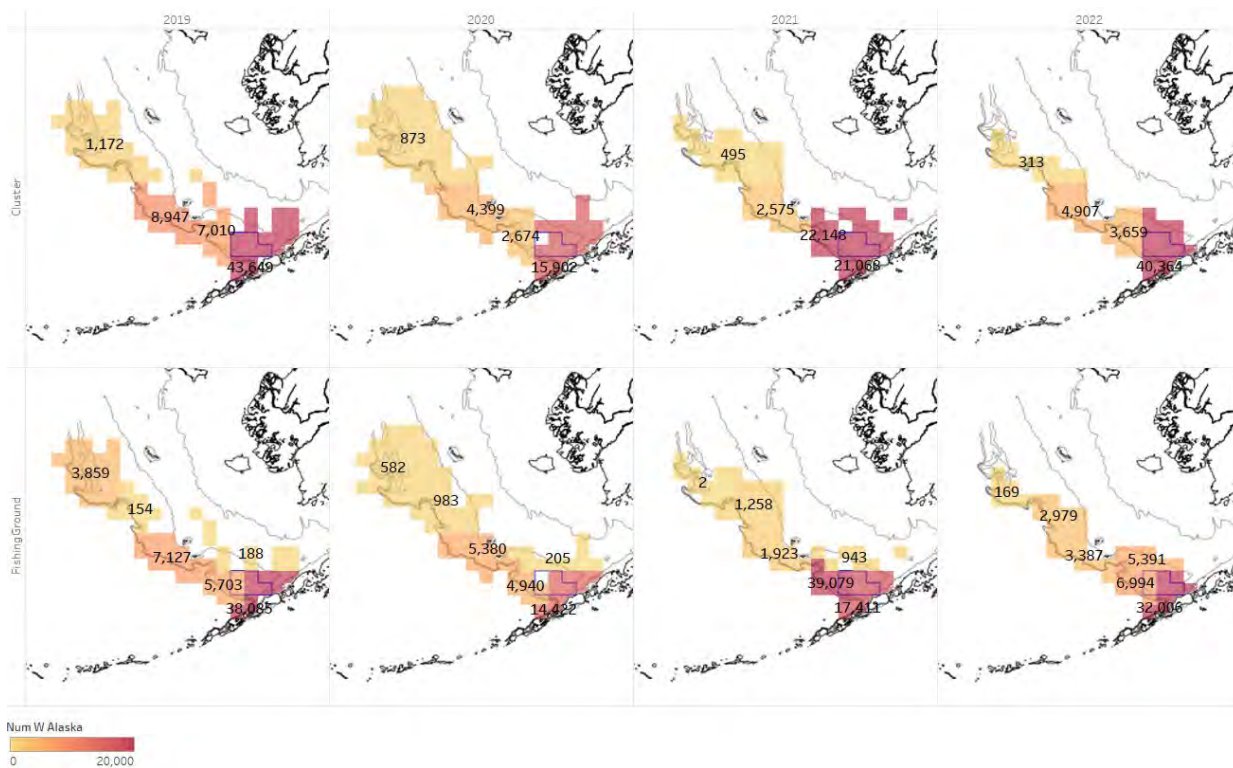 2019 2020 2021 2022
Cluster
1,172 873 495 313
8,947 4,399 2,575 4,907
7,010 2,674 22,148 3,659
43,649 15,902 21,068 40,364
FishingGround
3,859 582 2 169
154 983 1,258 2,979
7,127 5,380 1,923 3,387
188 205 943 5,391
5,703 4,940 39,079 6,994
38,085 14,422 17,411 32,006
Num W Alaska
0 20,000